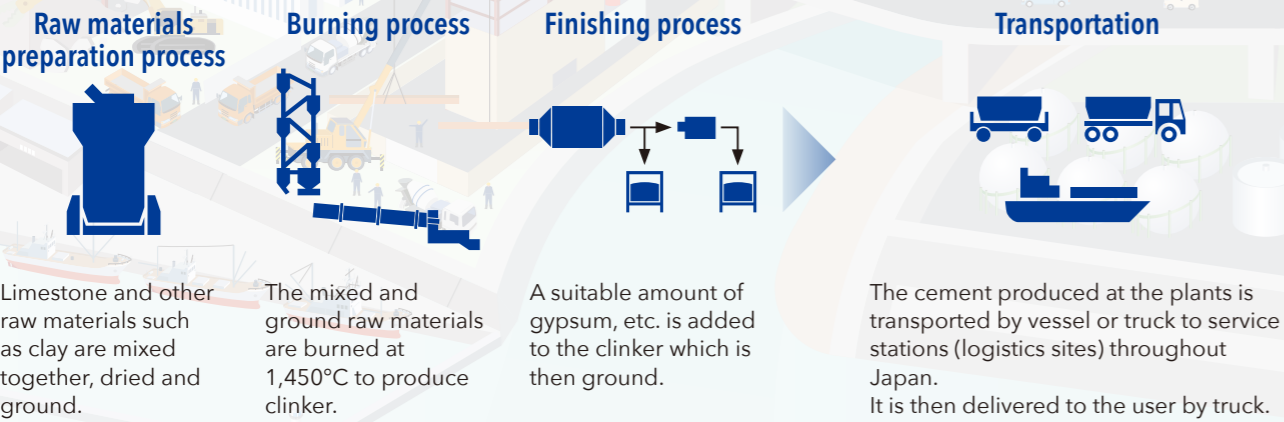 Raw materials
preparation process
Limestone and other
raw materials such
as clay are mixed
together, dried and
ground.
Burning process
The mixed and
ground raw materials
are burned at
1,450°C to produce
clinker.
Finishing process
A suitable amount of
gypsum, etc. is added
to the clinker which is
then ground.
Transportation
The cement produced at the plants is
transported by vessel or truck to service
stations (logistics sites) throughout
Japan.
It is then delivered to the user by truck.